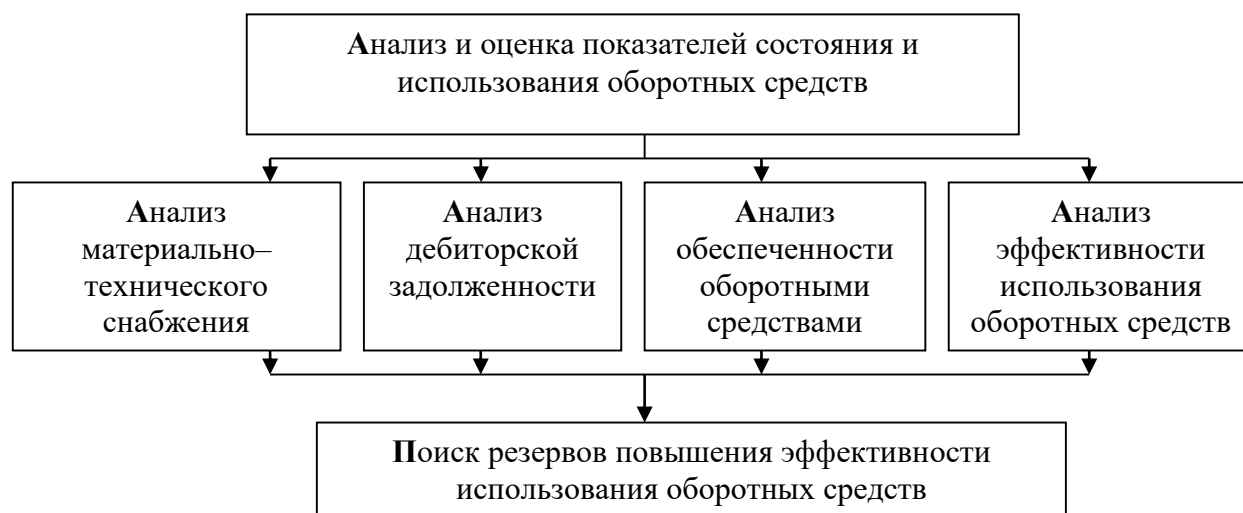 Анализ и оценка показателей состояния и
использования оборотных средств
Анализ
материально–
технического
снабжения
Анализ
дебиторской
задолженности
Анализ
обеспеченности
оборотными
средствами
Анализ
эффективности
использования
оборотных средств
Поиск резервов повышения эффективности
использования оборотных средств